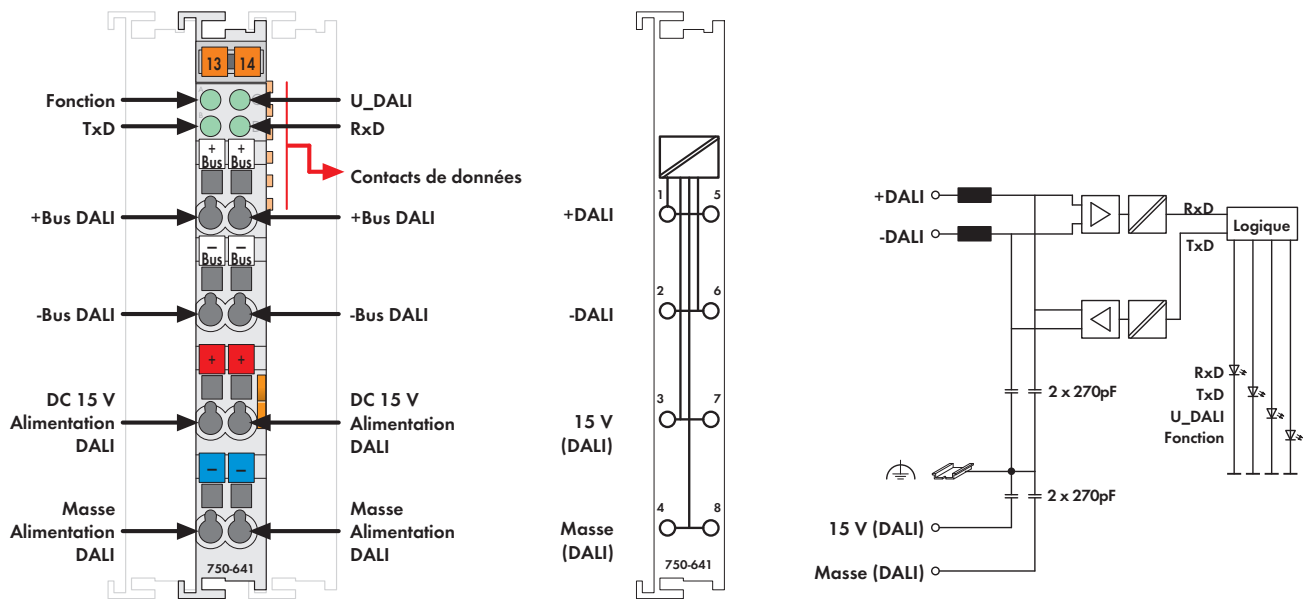 13 14
Fonction
U_DALI
TxD
RxD
+ +
Bus Bus
Contacts de données
+Bus DALI
+Bus DALI
− −
Bus Bus
-Bus DALI
-Bus DALI
+ +
DC 15 V
Alimentation
DALI
DC 15 V
Alimentation
DALI
− −
Masse
Alimentation
DALI
Masse
Alimentation
DALI
750-641
1 5
+DALI
2 6
-DALI
3 7
15 V
(DALI)
4 8
Masse
(DALI)
750-641
+DALI
-DALI
RxD
TxD
Logique
2 x 270pF
RxD
TxD
U_DALI
Fonction
2 x 270pF
15 V (DALI)
Masse (DALI)